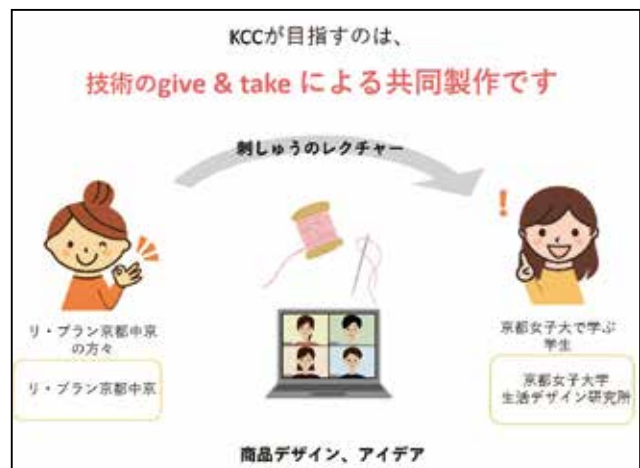 KCCが目指すのは、
技術のgive & take による共同製作です
刺しゅうのレクチャー
リ・ブラン京都中京
の方々
リ・ブラン京都中京
京都女子大で学ぶ
学生
京都女子大学
生活デザイン研究所
商品デザイン、アイデア